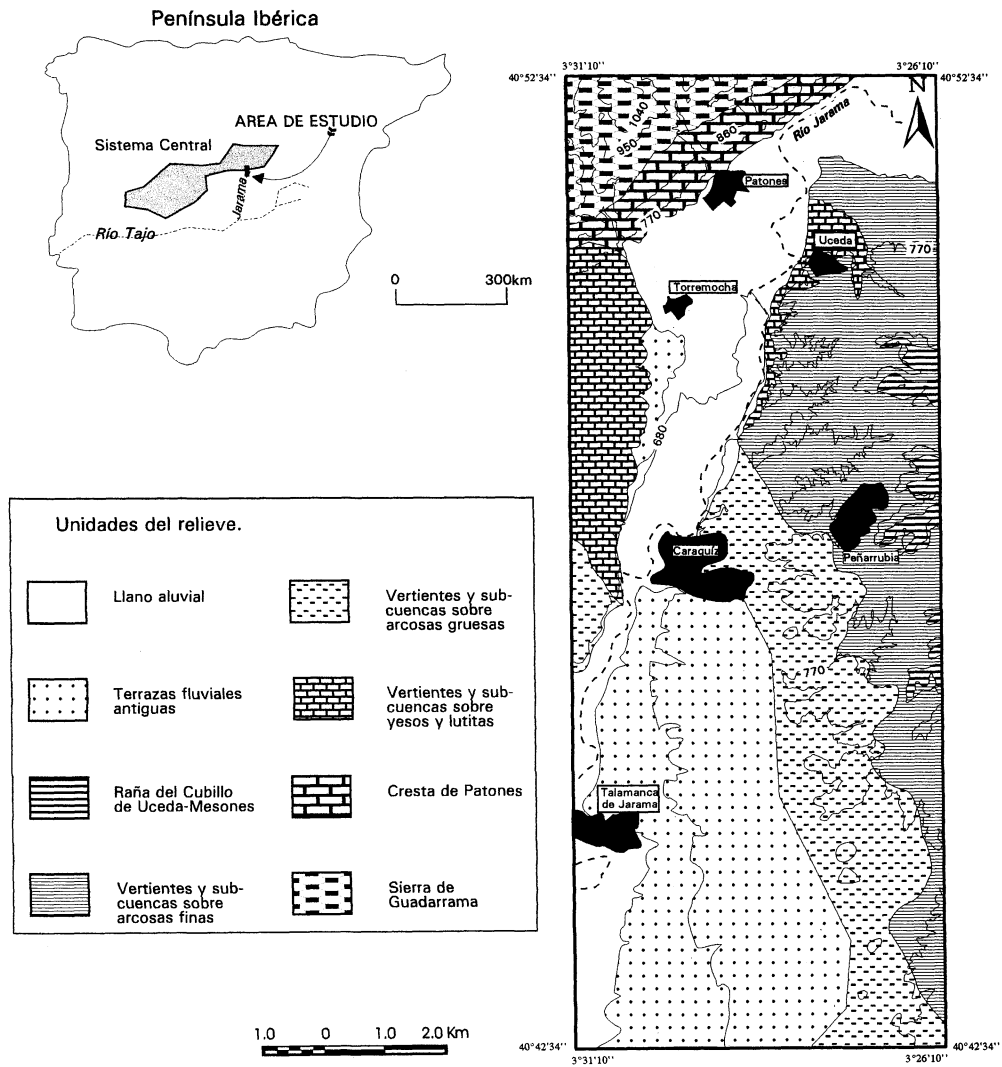 Península Ibérica
AREA DE ESTUDIO
Sistema Central
Jarama
Río Tajo
0 300km
Unidades del relieve.
Llano aluvial
Terrazas fluviales
antiguas
Raña del Cubillo
de Uceda-Mesones
Vertientes y sub-
cuencas sobre
arcosas finas
Vertientes y sub-
cuencas sobre
arcosas gruesas
Vertientes y sub-
cuencas sobre
yesos y lutitas
Cresta de Patones
Sierra de
Guadarrama
1.0 0 1.0 2.0 Km
3°31'10'' 3°26'10''
40°52'34'' 40°52'34''
N
1040
950
860
Río Jarama
Patones
770
Uceda
770
Torremocha
680
Caraquíz
Peñarrubia
770
Talamanca
de Jarama
40°42'34'' 40°42'34''
3°31'10'' 3°26'10''